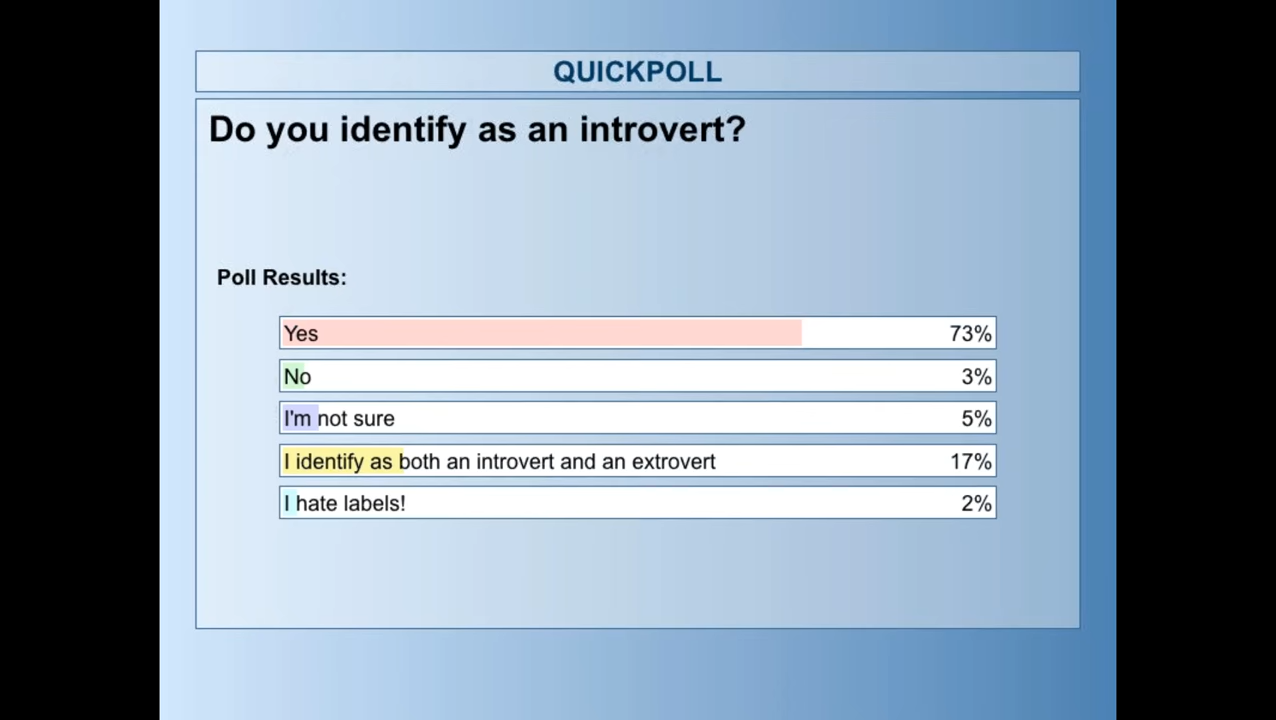 QUICKPOLL
Do you identify as an introvert?
Poll Results:
Yes 73%
No 3%
I'm not sure 5%
I identify as both an introvert and an extrovert 17%
I hate labels! 2%